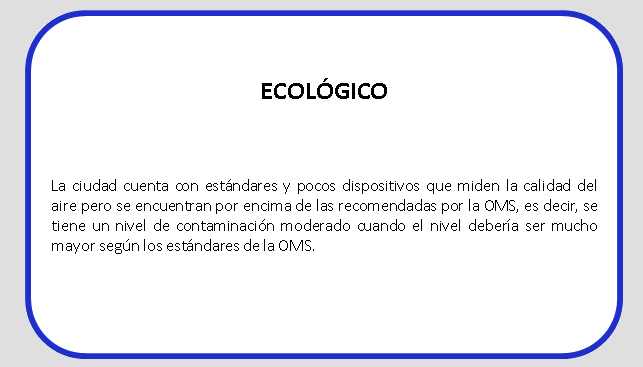 ECOLÓGICO
La ciudad cuenta con estándares y pocos dispositivos que miden la calidad del
aire pero se encuentran por encima de las recomendadas por la OMS, es decir, se
tiene un nivel de contaminación moderado cuando el nivel debería ser mucho
mayor según los estándares de la OMS.